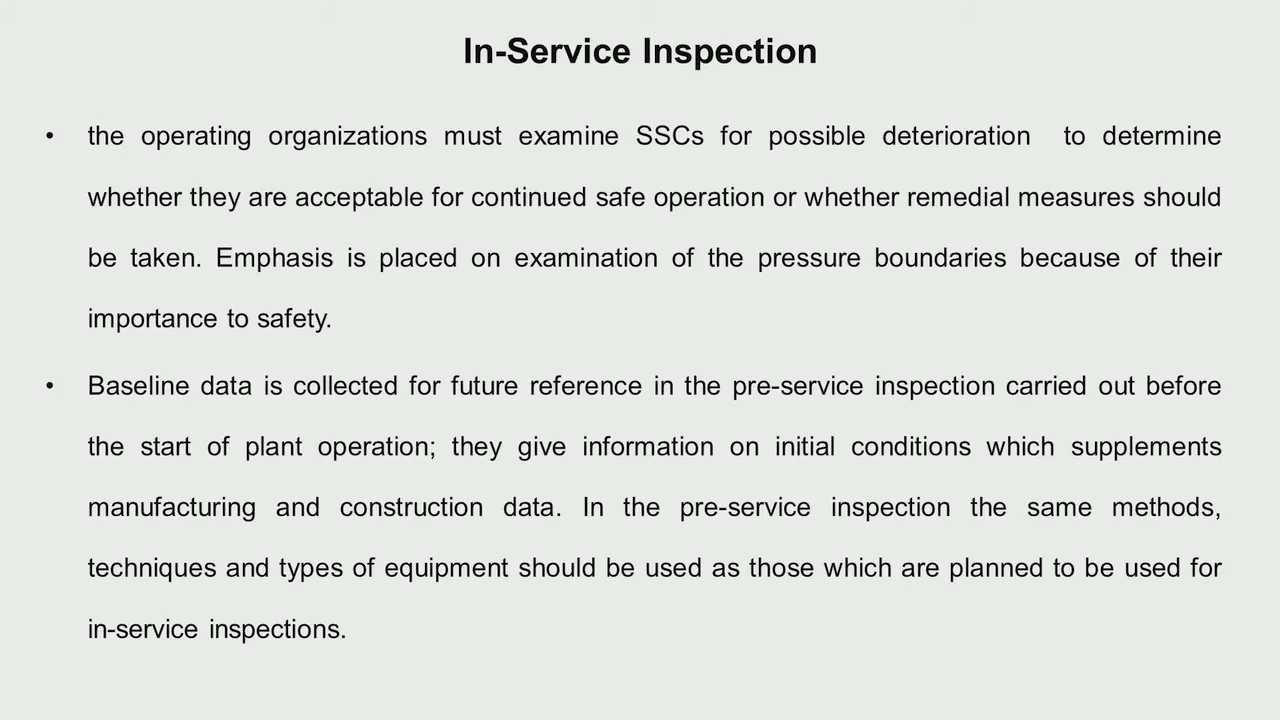 In-Service Inspection
• the operating organizations must examine SSCs for possible deterioration to determine
whether they are acceptable for continued safe operation or whether remedial measures should
be taken. Emphasis is placed on examination of the pressure boundaries because of their
importance to safety.
• Baseline data is collected for future reference in the pre-service inspection carried out before
the start of plant operation; they give information on initial conditions which supplements
manufacturing and construction data. In the pre-service inspection the same methods,
techniques and types of equipment should be used as those which are planned to be used for
in-service inspections.